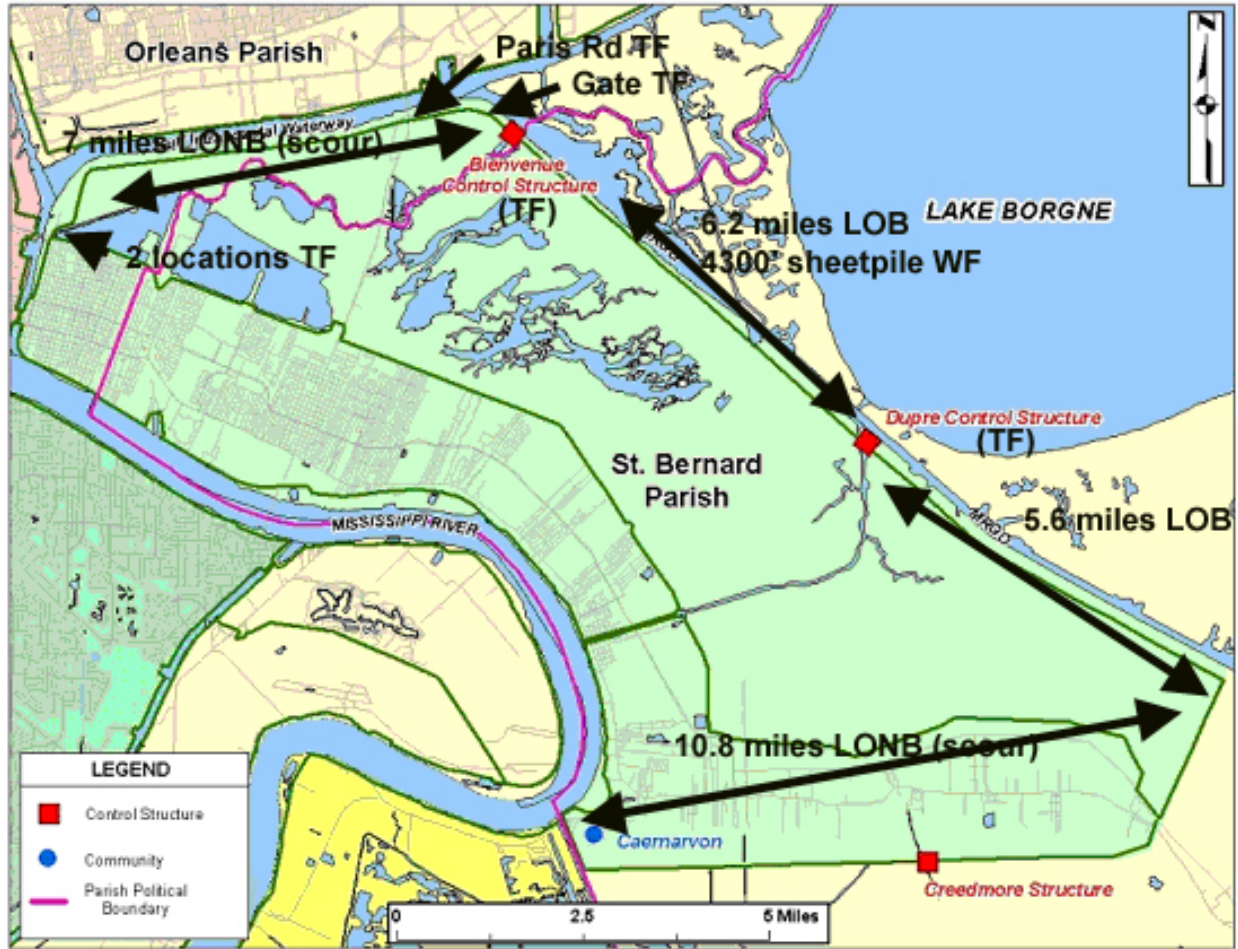 Orleans Parish
Paris Rd TF
Gate TF
7 miles LONB (scour)
Waterway
Bienvenue
Control Structure
(TF)
2 locations TF
LAKE BORGNE
6.2 miles LOB
4300' sheetpile WF
Dupre Control Structure
(TF)
St. Bernard
Parish
MISSISSIPPI RIVER
MRGO
5.6 miles LOB
10.8 miles LONB (scour)
Caernarvon
Creedmore Structure
LEGEND
Control Structure
Community
Parish Political
Boundary
0 2.5 5 Miles
N